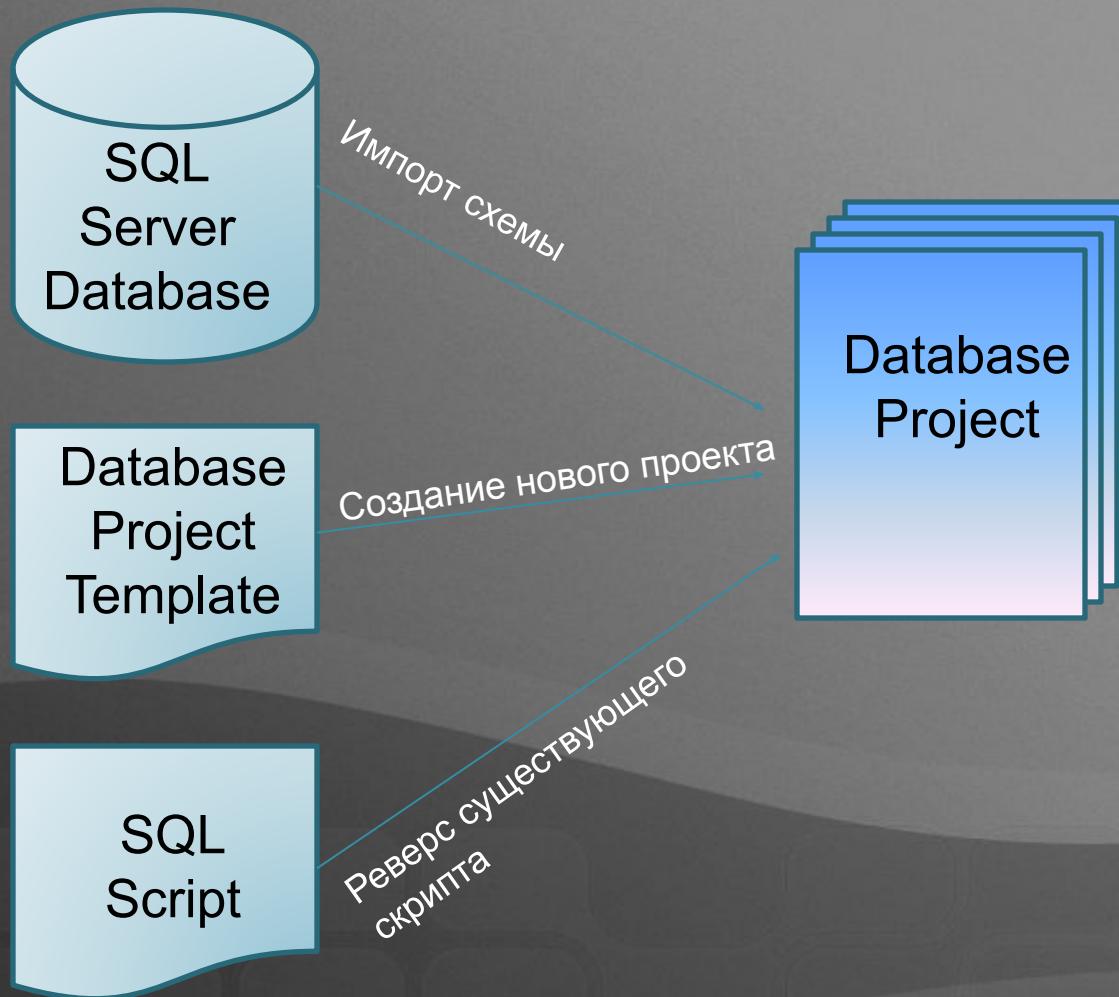 SQL
Server
Database
Импорт схемы
Database
Project
Template
Создание нового проекта
SQL
Script
Реверс существующего
скрипта
Database
Project